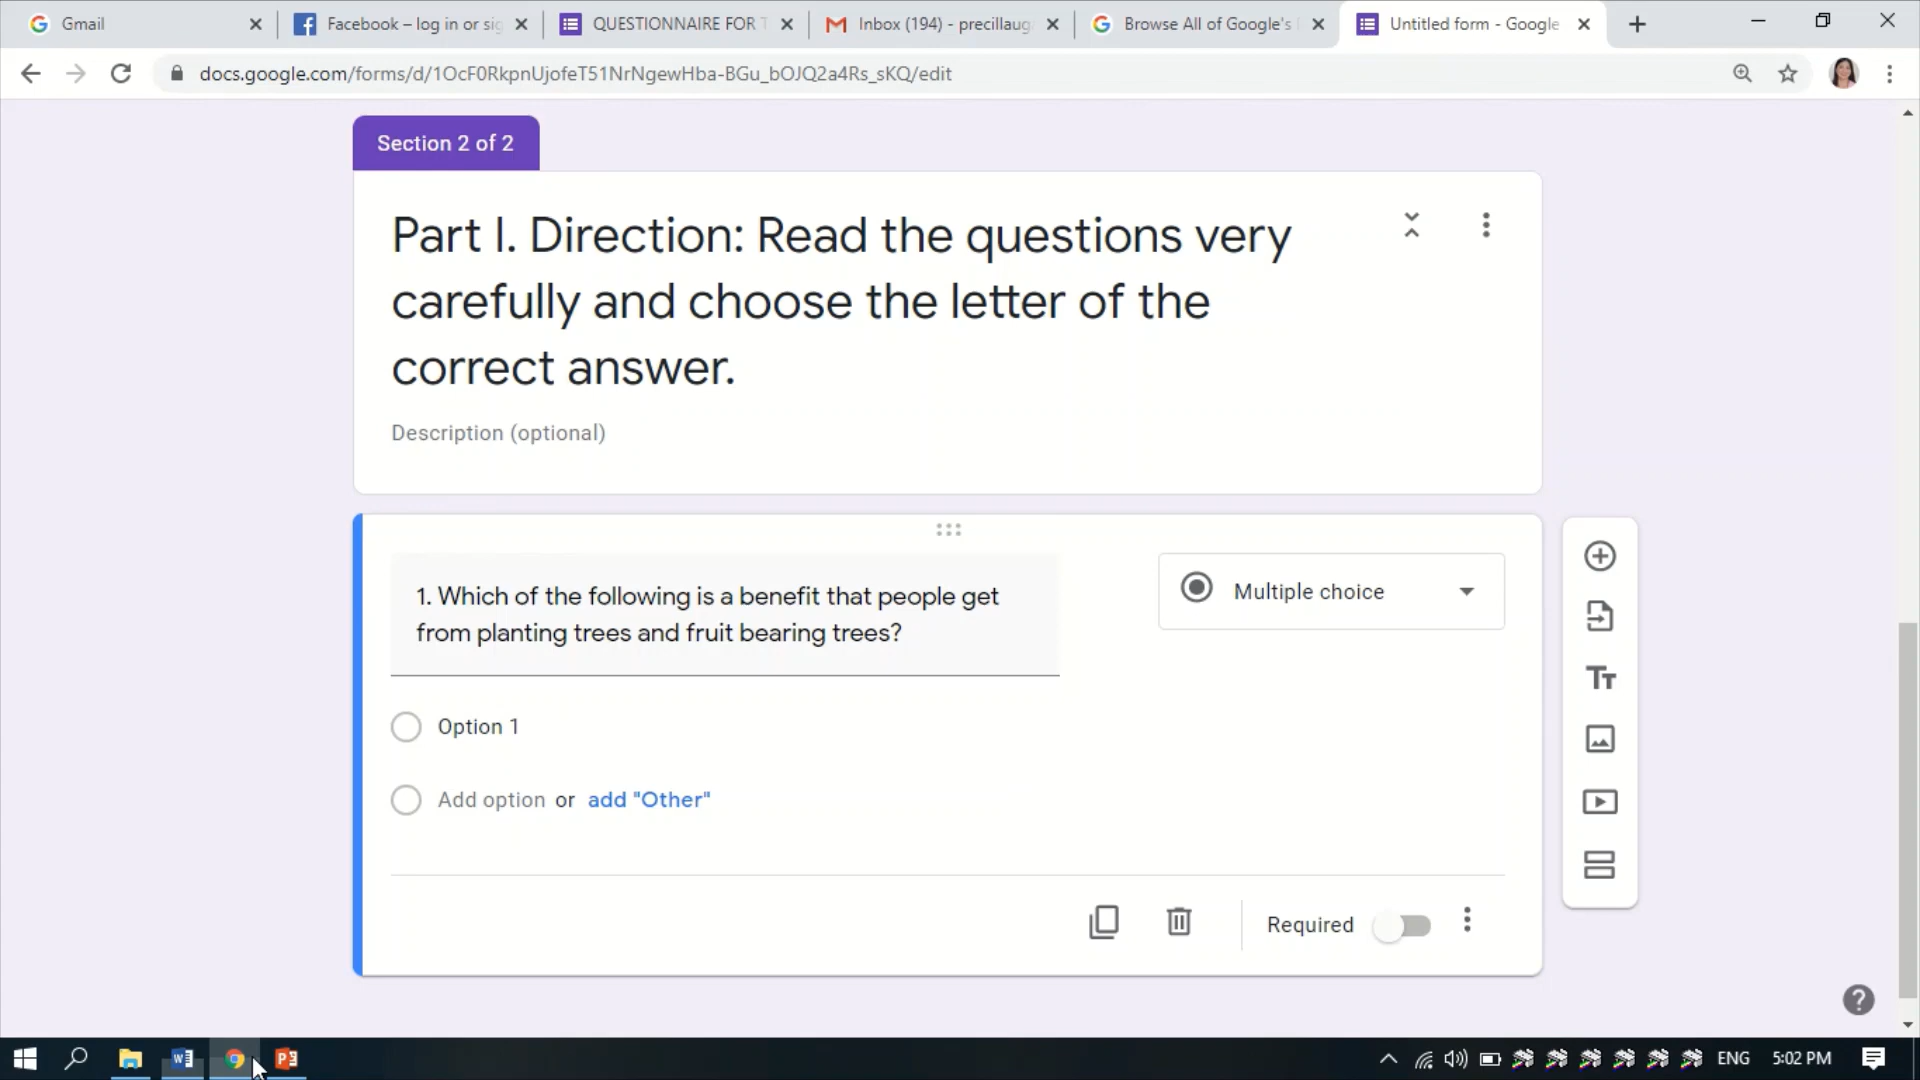 Gmail
Facebook – log in or sig
QUESTIONNAIRE FOR T
Inbox (194) - precillaug
Browse All of Google's
Untitled form - Google
docs.google.com/forms/d/1OcF0RkpnUjofeT51NrNgewHba-BGu_bOJQ2a4Rs_sKQ/edit
Section 2 of 2
Part I. Direction: Read the questions very
carefully and choose the letter of the
correct answer.
Description (optional)
1. Which of the following is a benefit that people get
from planting trees and fruit bearing trees?
Multiple choice
Option 1
Add option or add "Other"
Required
ENG
5:02 PM